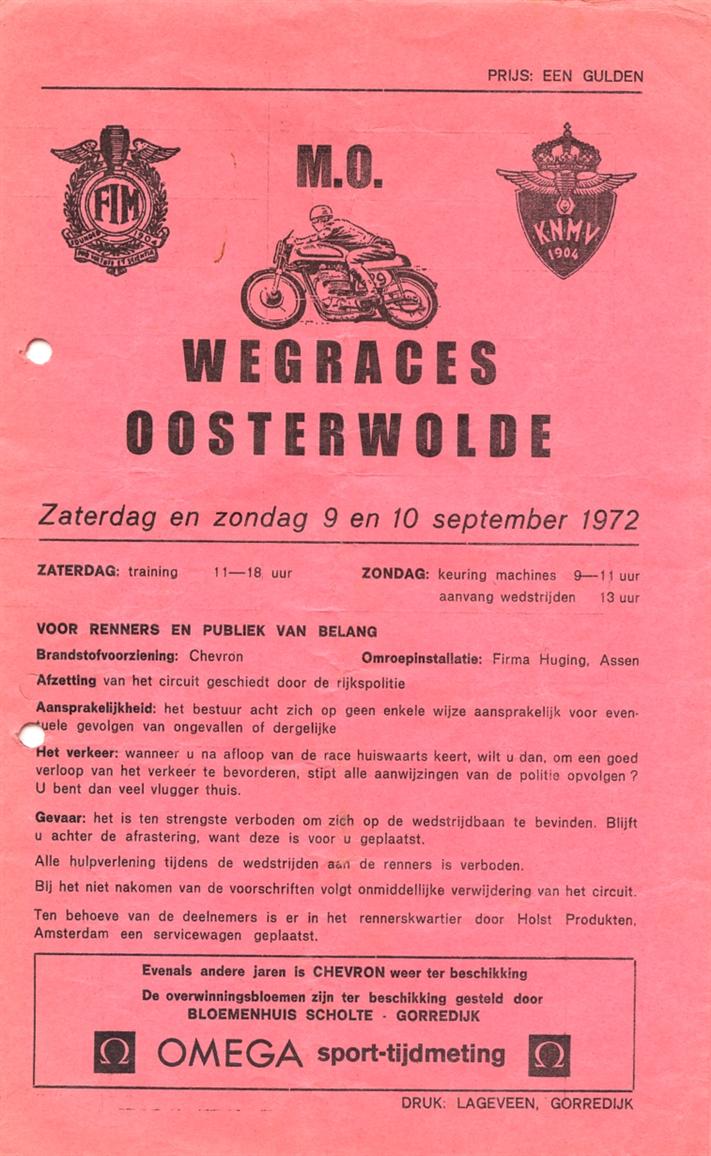 PRIJS: EEN GULDEN
M.O.
FIM
1904
KNMV
1904
WEGRACES
OOSTERWOLDE
Zaterdag en zondag 9 en 10 september 1972
ZATERDAG: training 11—18 uur
ZONDAG: keuring machines 9—11 uur
aanvang wedstrijden 13 uur
VOOR RENNERS EN PUBLIEK VAN BELANG
Brandstofvoorziening: Chevron
Omroepinstallatie: Firma Huging, Assen
Afzetting van het circuit geschiedt door de rijkspolitie
Aansprakelijkheid: het bestuur acht zich op geen enkele wijze aansprakelijk voor even-
tuele gevolgen van ongevallen of dergelijke
Het verkeer: wanneer u na afloop van de race huiswaarts keert, wilt u dan, om een goed
verloop van het verkeer te bevorderen, stipt alle aanwijzingen van de politie opvolgen?
U bent dan veel vlugger thuis.
Gevaar: het is ten strengste verboden om zich op de wedstrijdbaan te bevinden. Blijft
u achter de afrastering, want deze is voor u geplaatst.
Alle hulpverlening tijdens de wedstrijden aan de renners is verboden.
Bij het niet nakomen van de voorschriften volgt onmiddellijke verwijdering van het circuit.
Ten behoeve van de deelnemers is er in het rennerskwartier door Holst Produkten,
Amsterdam een servicewagen geplaatst.
Evenals andere jaren is CHEVRON weer ter beschikking
De overwinningsbloemen zijn ter beschikking gesteld door
BLOEMENHUIS SCHOLTE - GORREDIJK
Ω OMEGA sport-tijdmeting Ω
DRUK: LAGEVEEN, GORREDIJK